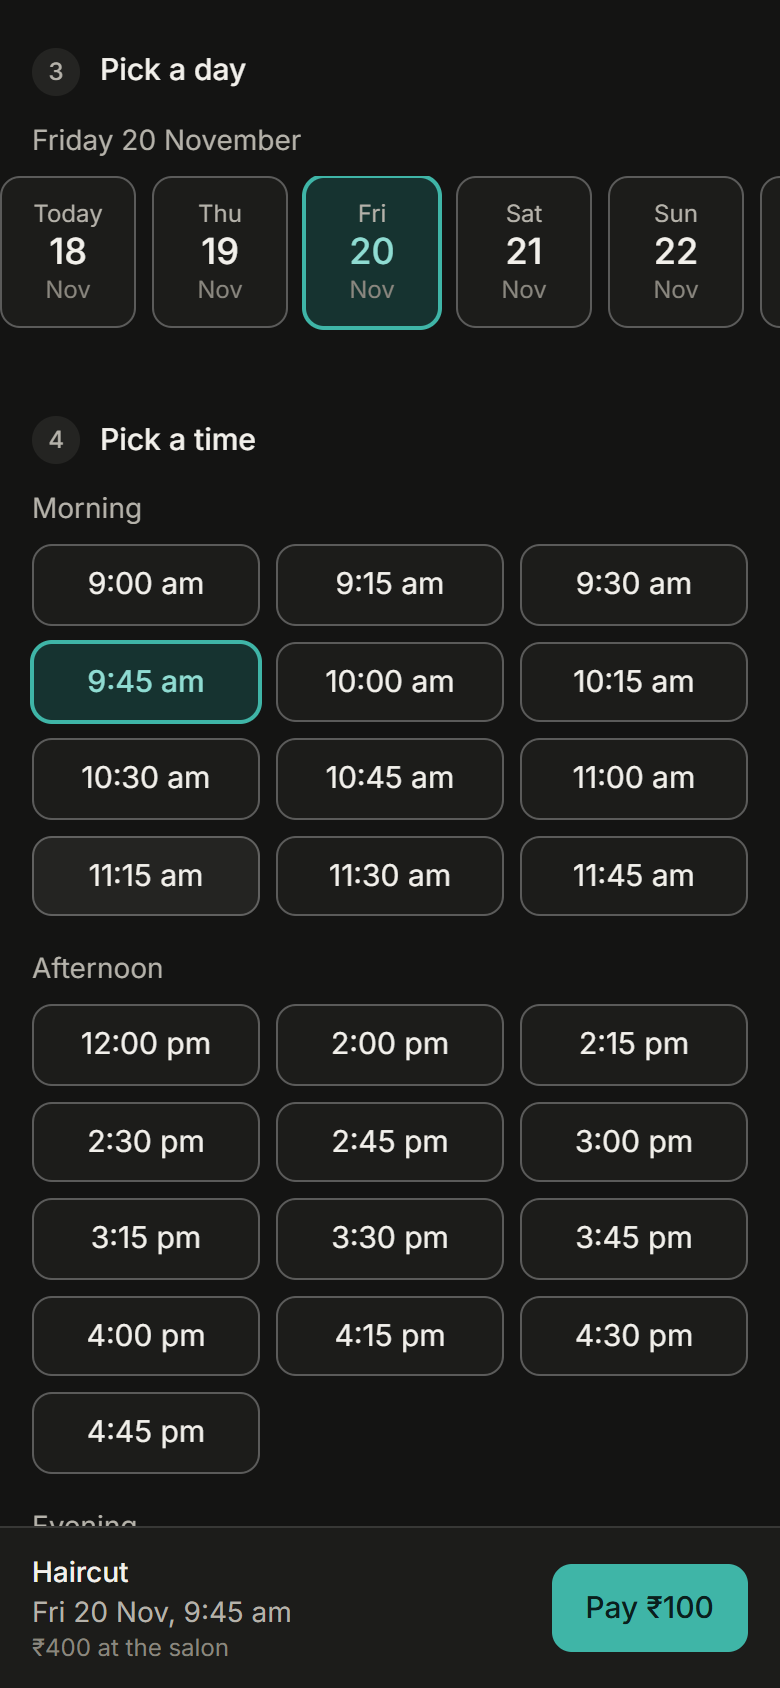 3 Pick a day
Friday 20 November
Today Thu Fri Sat Sun
18 19 20 21 22
Nov Nov Nov Nov Nov
4 Pick a time
Morning
9:00 am 9:15 am 9:30 am
9:45 am 10:00 am 10:15 am
10:30 am 10:45 am 11:00 am
11:15 am 11:30 am 11:45 am
Afternoon
12:00 pm 2:00 pm 2:15 pm
2:30 pm 2:45 pm 3:00 pm
3:15 pm 3:30 pm 3:45 pm
4:00 pm 4:15 pm 4:30 pm
4:45 pm
Evening
Haircut
Fri 20 Nov, 9:45 am
₹400 at the salon
Pay ₹100